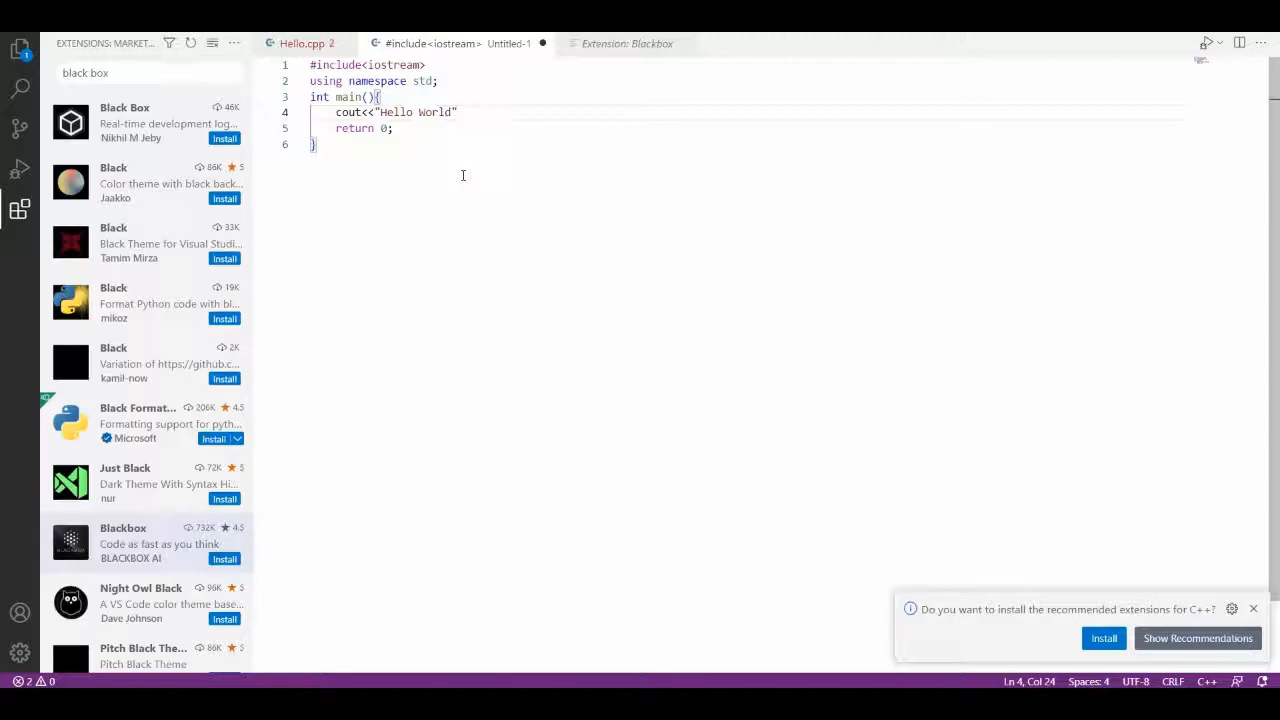 EXTENSIONS: MARKET...
Hello.cpp 2
#include<iostream> Untitled-1
Extension: Blackbox
1
black box
1 #include<iostream>
2 using namespace std;
3 int main(){
4 cout<<"Hello World"
5 return 0;
6 }
Black Box 46K
Real-time development log...
Nikhil M Jeby Install
Black 86K 5
Color theme with black back...
Jaakko Install
Black 33K
Black Theme for Visual Studi...
Tamim Mirza Install
Black 19K
Format Python code with bl...
mikoz Install
Black 2K
Variation of https://github.c...
kamil-now Install
Black Format... 206K 4.5
Formatting support for pyth...
Microsoft Install
Just Black 72K 5
Dark Theme With Syntax Hi...
nur Install
Blackbox 732K 4.5
Code as fast as you think
BLACKBOX AI Install
Night Owl Black 96K 5
A VS Code color theme base...
Dave Johnson Install
Pitch Black The... 86K 5
Pitch Black Theme
Do you want to install the recommended extensions for C++?
Install Show Recommendations
2 0 Ln 4, Col 24 Spaces: 4 UTF-8 CRLF C++